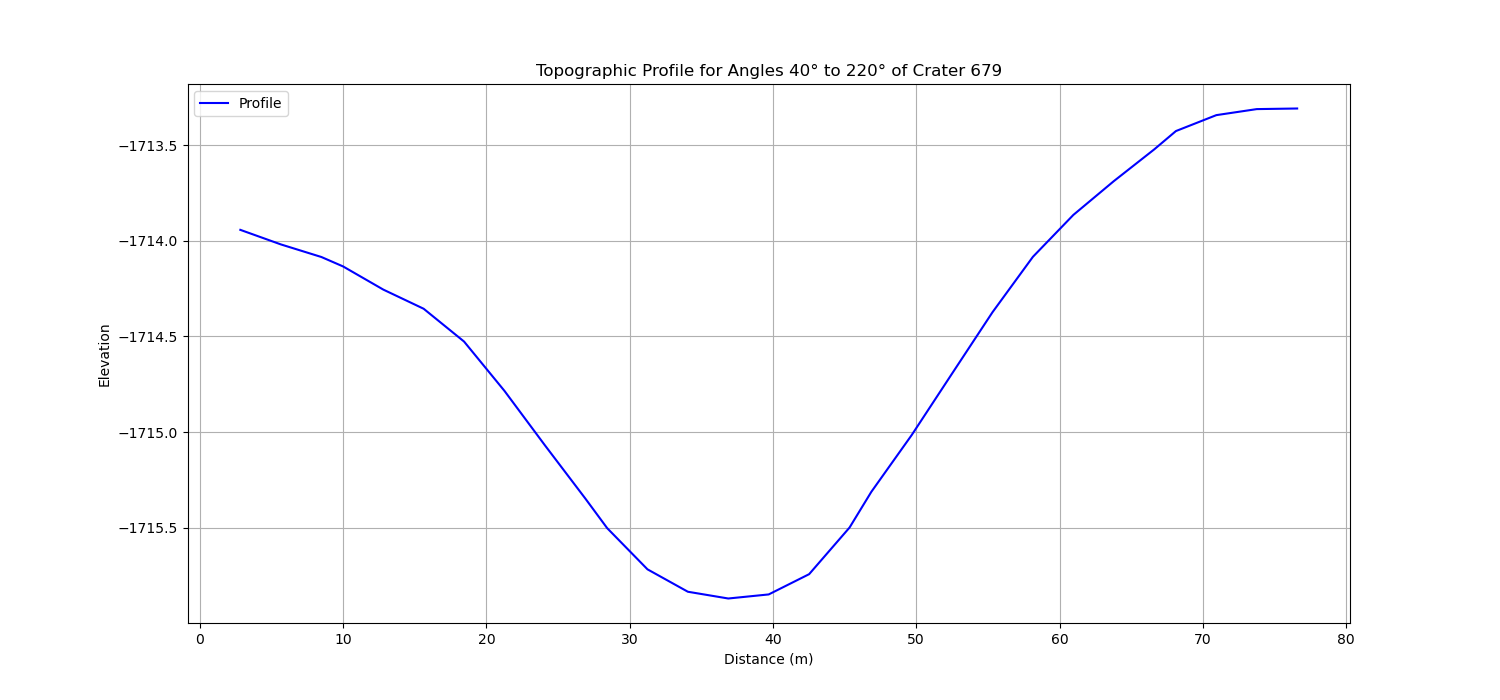 Topographic Profile for Angles 40° to 220° of Crater 679
Profile
−1713.5
−1714.0
−1714.5
−1715.0
−1715.5
Elevation
0 10 20 30 40 50 60 70 80
Distance (m)